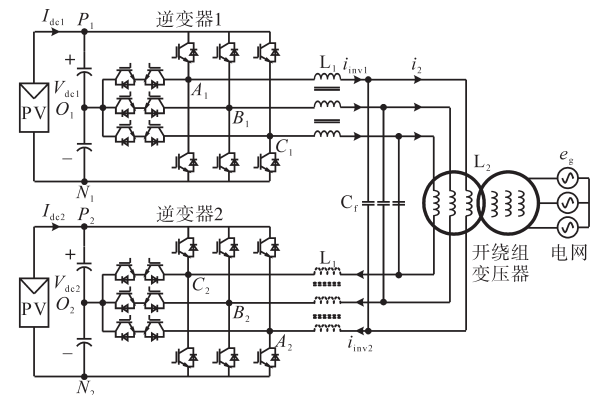 I_dc1 P_1 逆变器1
+ L_1 i_inv1 i_2
V_dc1 A_1
PV O_1 B_1
− C_1
N_1 L_2 e_g
C_f
I_dc2 P_2 逆变器2
开绕组
变压器 电网
+ L_1
V_dc2 C_2
PV O_2 B_2
− A_2 i_inv2
N_2